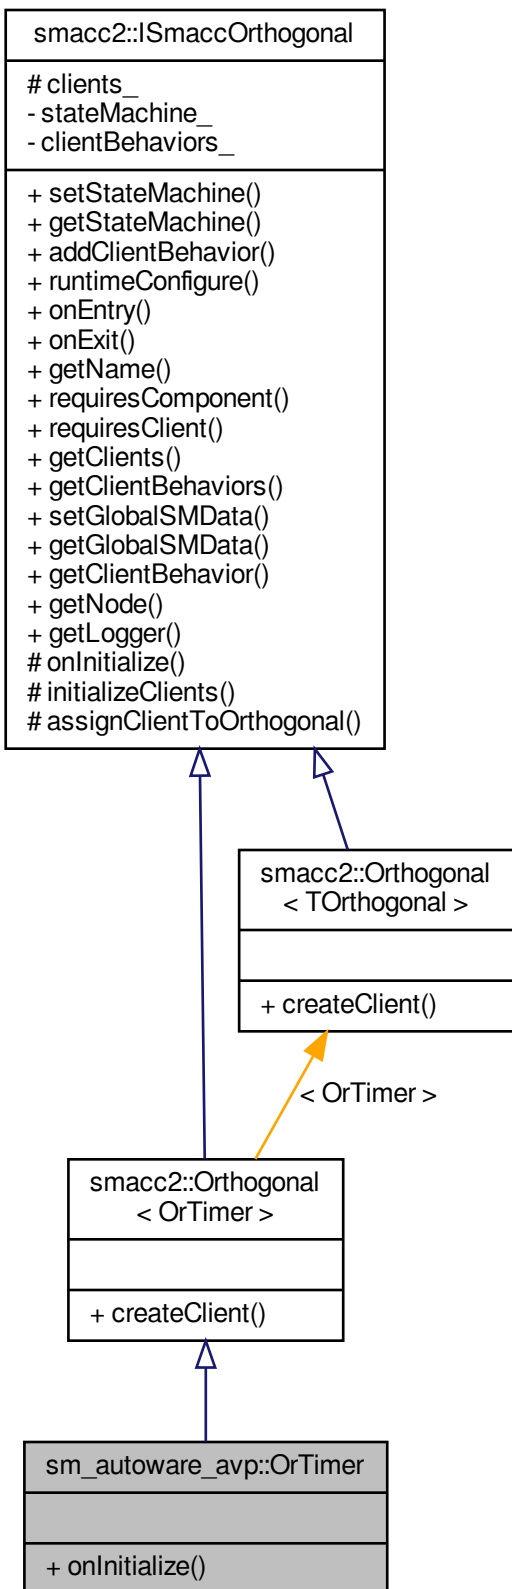 smacc2::ISmaccOrthogonal
# clients_
- stateMachine_
- clientBehaviors_
+ setStateMachine()
+ getStateMachine()
+ addClientBehavior()
+ runtimeConfigure()
+ onEntry()
+ onExit()
+ getName()
+ requiresComponent()
+ requiresClient()
+ getClients()
+ getClientBehaviors()
+ setGlobalSMData()
+ getGlobalSMData()
+ getClientBehavior()
+ getNode()
+ getLogger()
# onInitialize()
# initializeClients()
# assignClientToOrthogonal()
smacc2::Orthogonal
< TOrthogonal >
+ createClient()
< OrTimer >
smacc2::Orthogonal
< OrTimer >
+ createClient()
sm_autoware_avp::OrTimer
+ onInitialize()